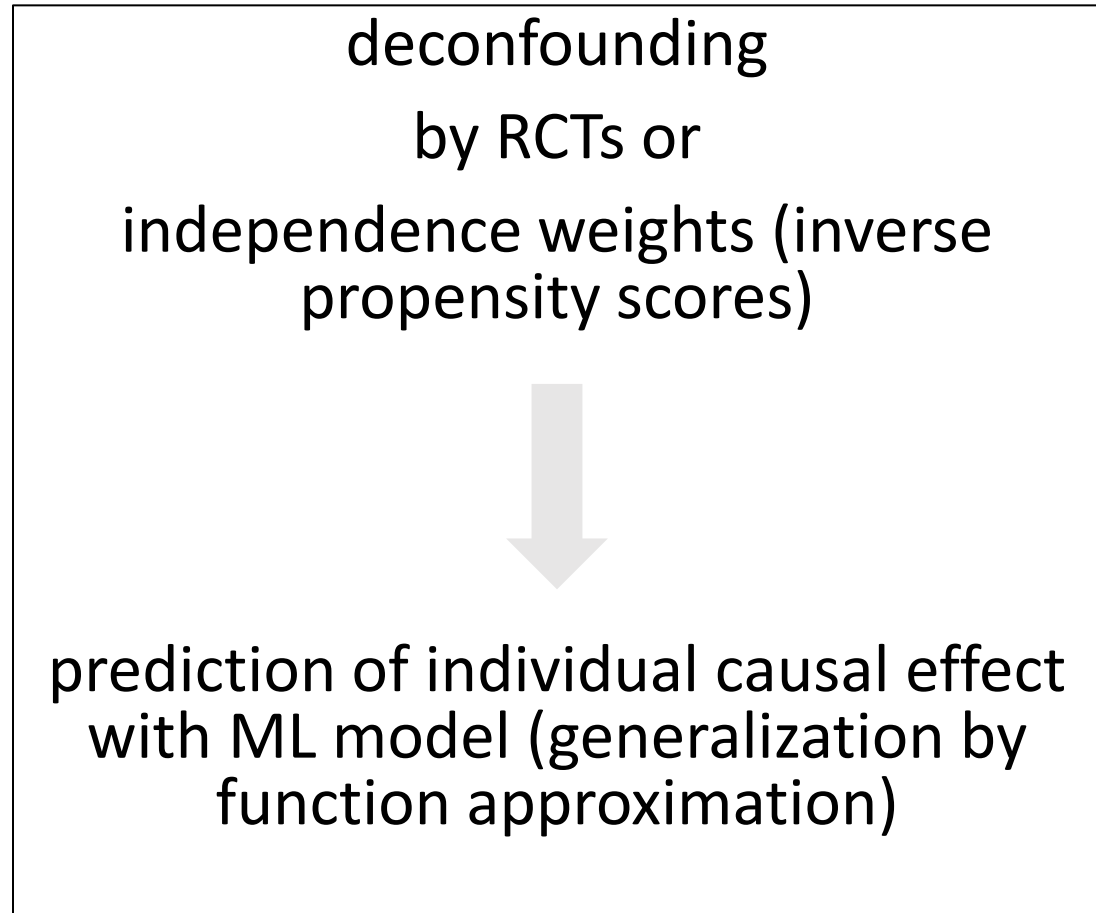 deconfounding
by RCTs or
independence weights (inverse
propensity scores)
prediction of individual causal effect
with ML model (generalization by
function approximation)